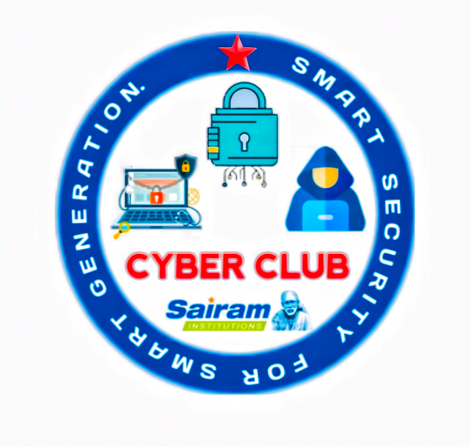 SMART SECURITY FOR SMART GENERATION.
CYBER CLUB
Sairam
INSTITUTIONS